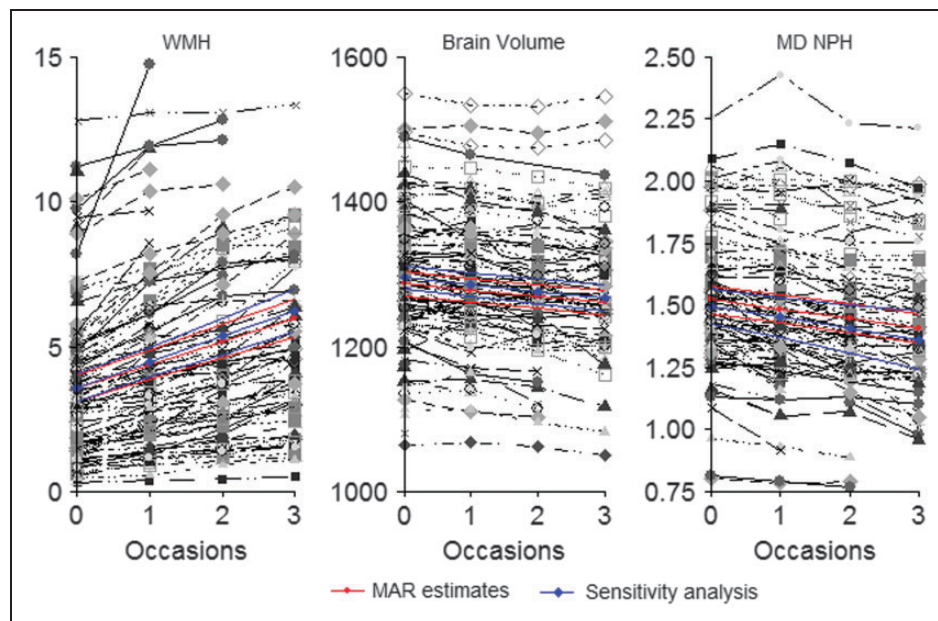 WMH
Brain Volume
MD NPH
15
10
5
0
1600
1400
1200
1000
2.50
2.25
2.00
1.75
1.50
1.25
1.00
0.75
0 1 2 3
0 1 2 3
0 1 2 3
Occasions
Occasions
Occasions
MAR estimates
Sensitivity analysis